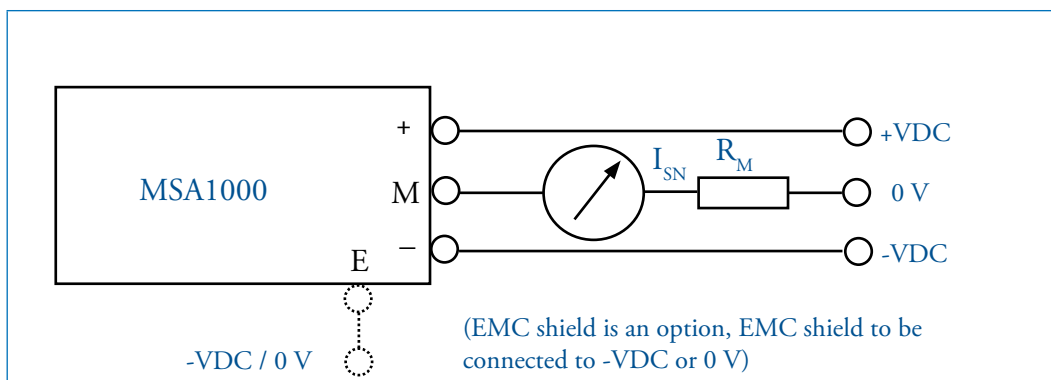 +
+VDC
I_SN R_M
MSA1000
M
0 V
−
-VDC
E
(EMC shield is an option, EMC shield to be
connected to -VDC or 0 V)
-VDC / 0 V